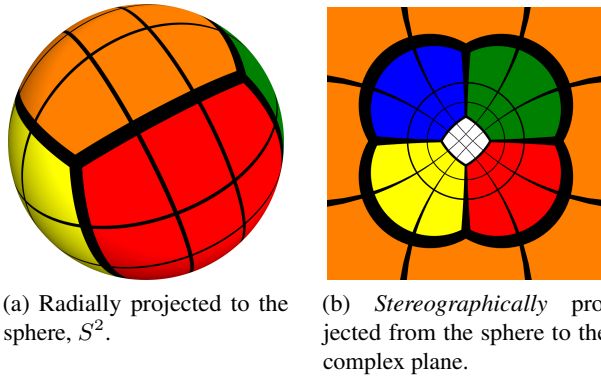 (a) Radially projected to the
sphere, S².
(b) Stereographically pro
jected from the sphere to the
complex plane.